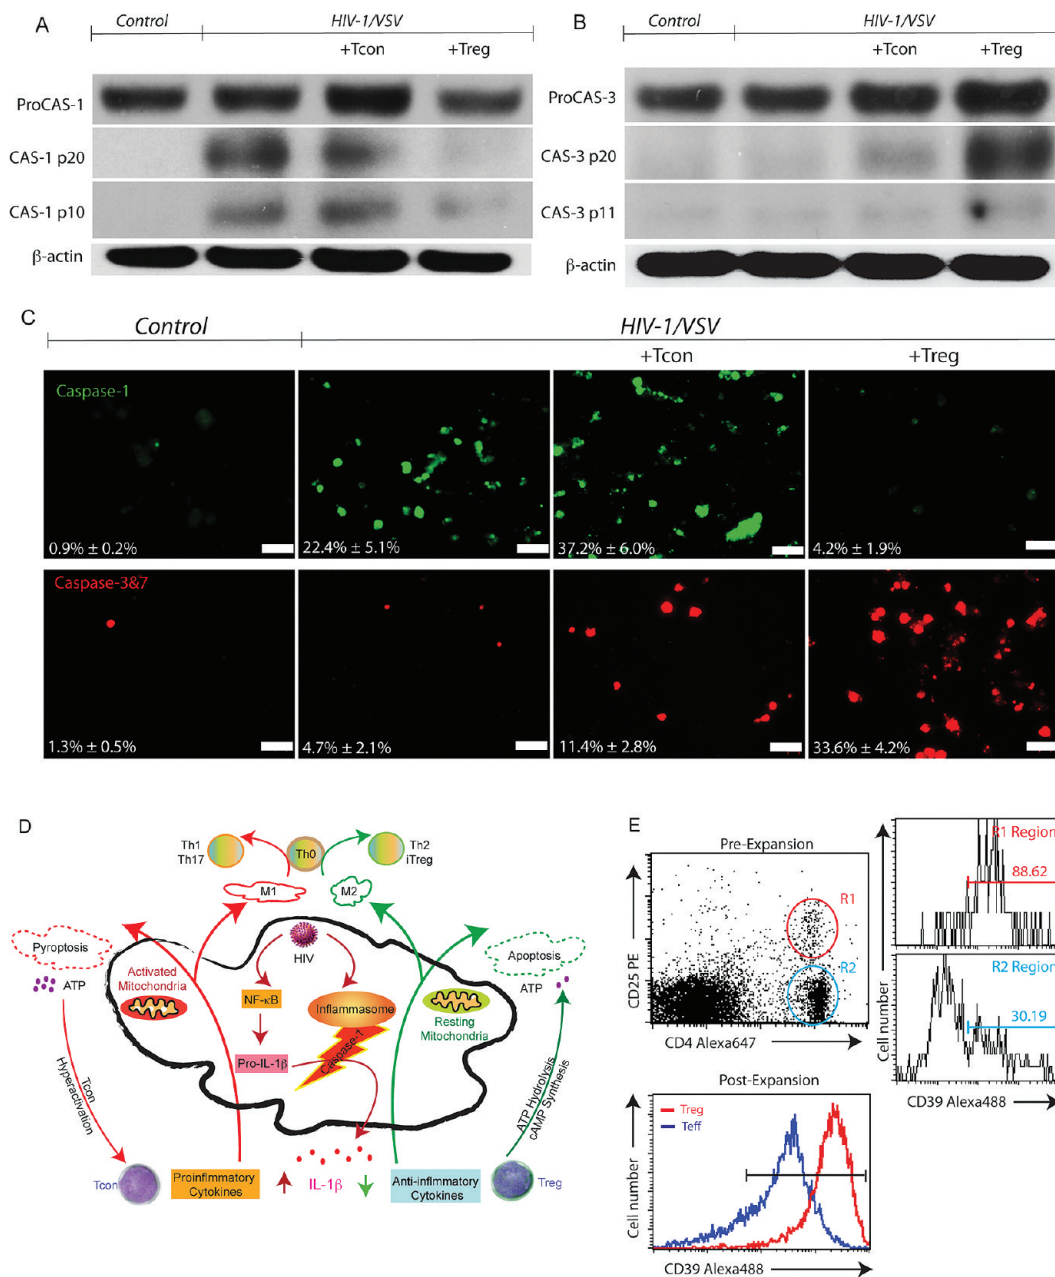 A
Control
HIV-1/VSV
+Tcon
+Treg
ProCAS-1
CAS-1 p20
CAS-1 p10
β-actin
B
Control
HIV-1/VSV
+Tcon
+Treg
ProCAS-3
CAS-3 p20
CAS-3 p11
β-actin
C
Control
HIV-1/VSV
+Tcon
+Treg
Caspase-1
0.9% ± 0.2%
22.4% ± 5.1%
37.2% ± 6.0%
4.2% ± 1.9%
Caspase-3&7
1.3% ± 0.5%
4.7% ± 2.1%
11.4% ± 2.8%
33.6% ± 4.2%
D
Th1
Th17
Th0
Th2
iTreg
M1
M2
Pyroptosis
ATP
Activated
Mitochondria
HIV
NF-κB
Inflammasome
Caspase-1
Pro-IL-1β
Resting
Mitochondria
Apoptosis
ATP
Tcon
Hyperactivation
ATP Hydrolysis
cAMP Synthesis
Tcon
Proinflmmatory
Cytokines
IL-1β
Anti-inflmmatory
Cytokines
Treg
E
Pre-Expansion
R1
R2
CD25 PE
CD4 Alexa647
R1 Region
88.62
R2 Region
30.19
Cell number
CD39 Alexa488
Post-Expansion
Treg
Teff
Cell number
CD39 Alexa488